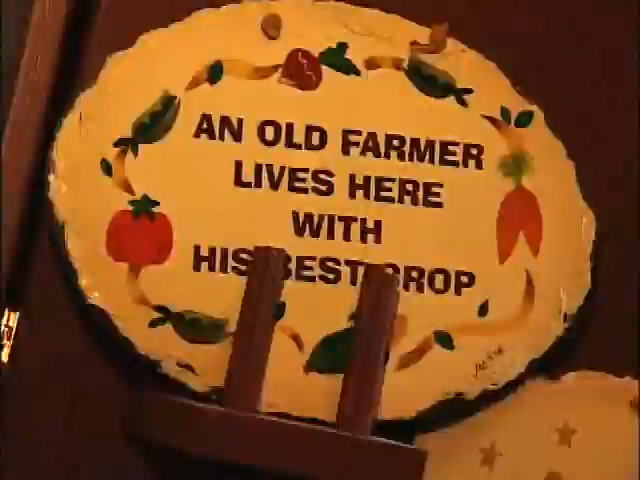 AN OLD FARMER
LIVES HERE
WITH
HIS BEST CROP